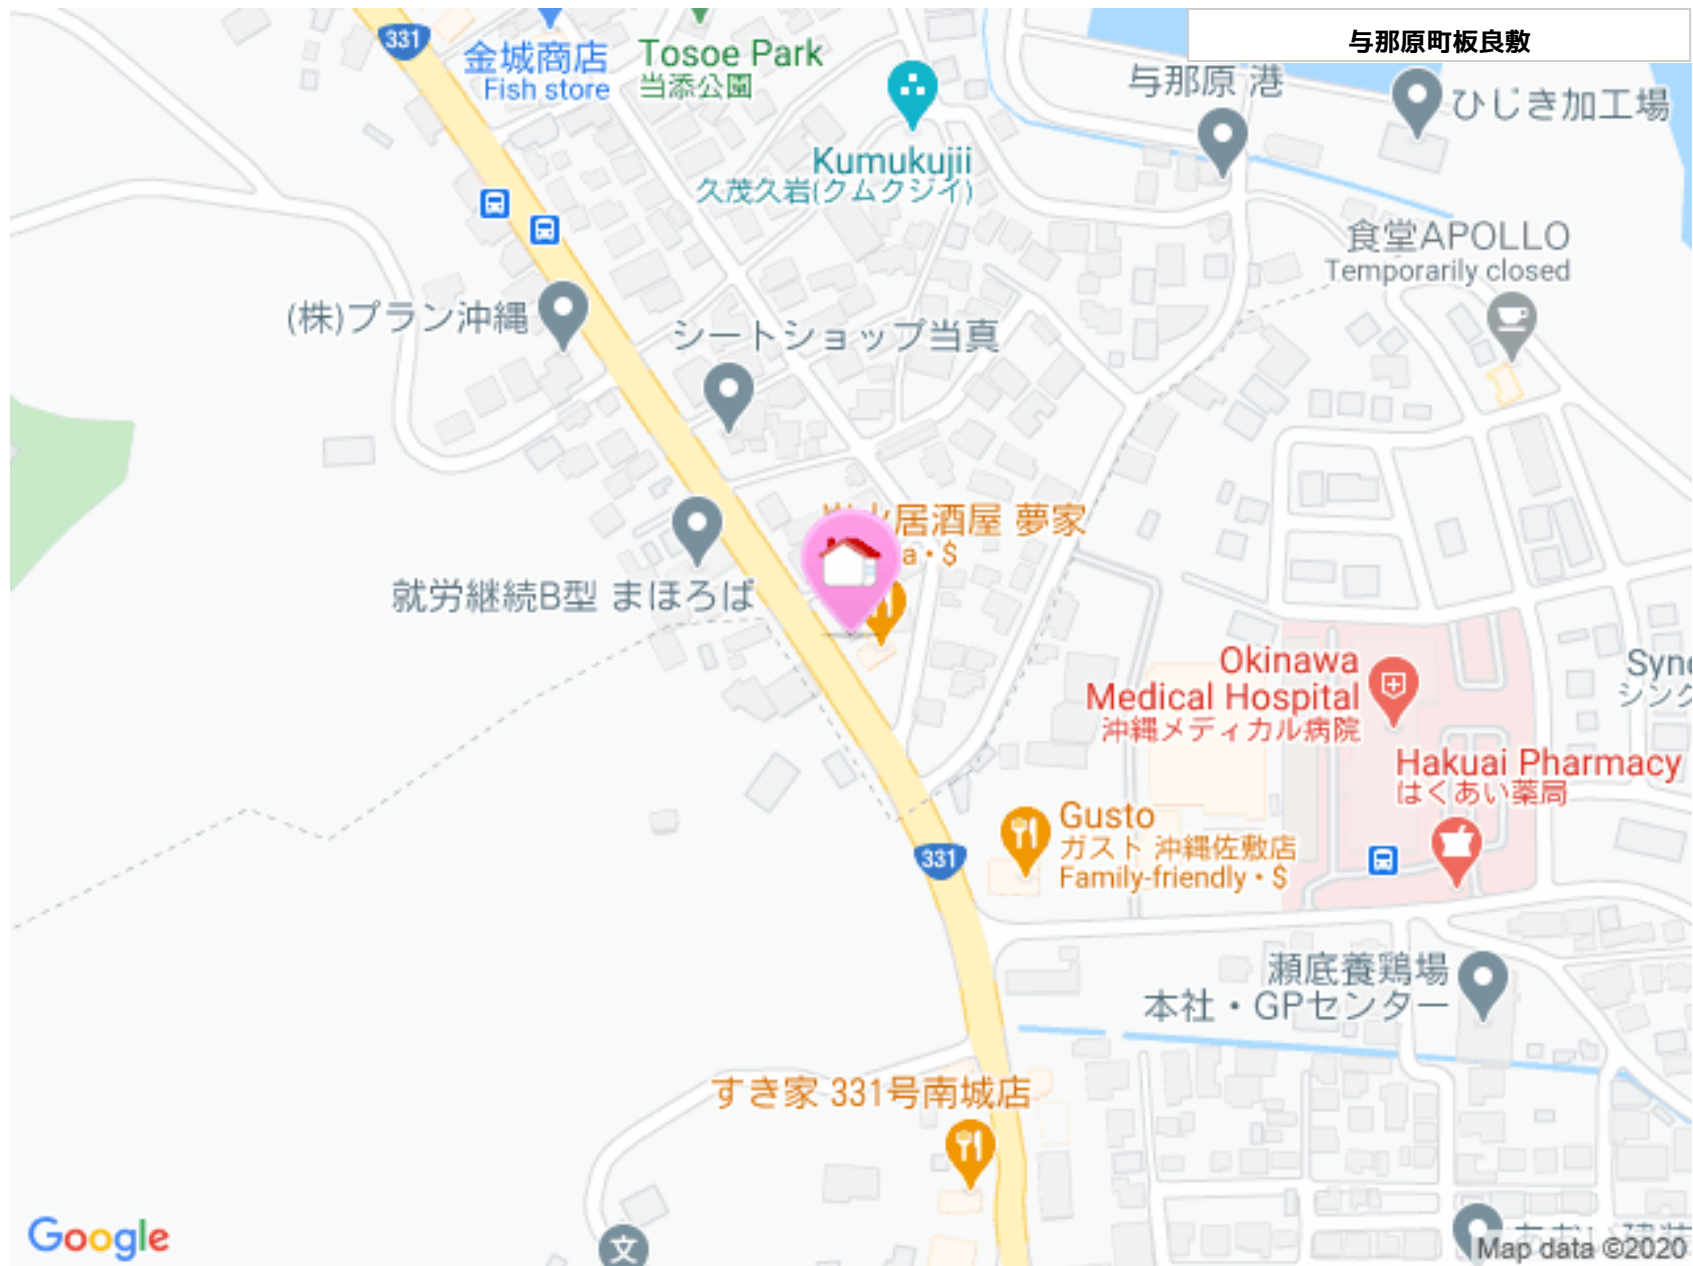 与那原町板良敷
331
金城商店
Fish store
Tosoe Park
当添公園
与那原 港
ひじき加工場
Kumukujii
久茂久岩(クムクジイ)
食堂APOLLO
Temporarily closed
(株)プラン沖縄
シートショップ当真
居酒屋 夢家
a・$
就労継続B型 まほろば
Okinawa
Medical Hospital
沖縄メディカル病院
Hakuai Pharmacy
はくあい薬局
Gusto
ガスト 沖縄佐敷店
Family-friendly・$
331
瀬底養鶏場
本社・GPセンター
すき家 331号南城店
文
Google
Map data ©2020